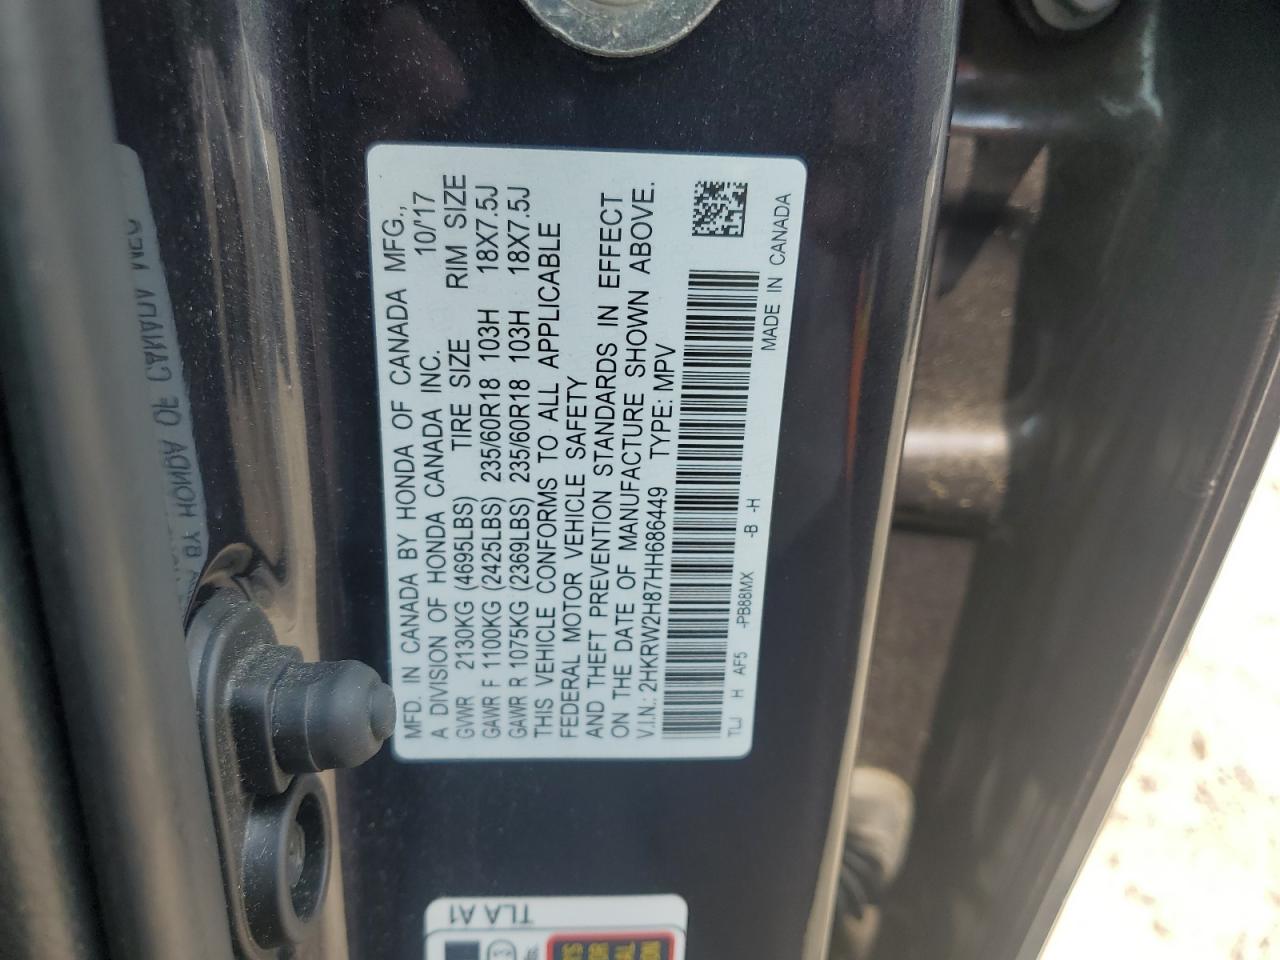 MFD. IN CANADA BY HONDA OF CANADA MFG.,
A DIVISION OF HONDA CANADA INC. 10/'17
GVWR 2130KG (4695LBS) TIRE SIZE RIM SIZE
GAWR F 1100KG (2425LBS) 235/60R18 103H 18X7.5J
GAWR R 1075KG (2369LBS) 235/60R18 103H 18X7.5J
THIS VEHICLE CONFORMS TO ALL APPLICABLE
FEDERAL MOTOR VEHICLE SAFETY
AND THEFT PREVENTION STANDARDS IN EFFECT
ON THE DATE OF MANUFACTURE SHOWN ABOVE.
V.I.N.: 2HKRW2H87HH686449 TYPE: MPV
TLJ H AF5 -PB88MX -B -H MADE IN CANADA
TLA A1